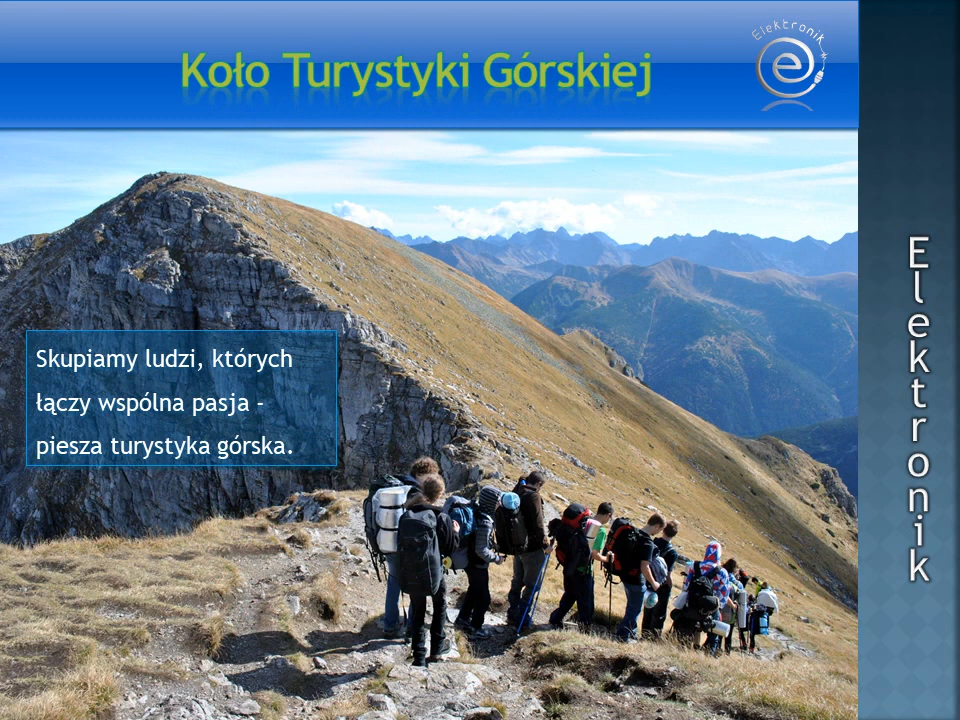 Koło Turystyki Górskiej
Elektronik
e
Skupiamy ludzi, których
łączy wspólna pasja -
piesza turystyka górska.
Elektronik